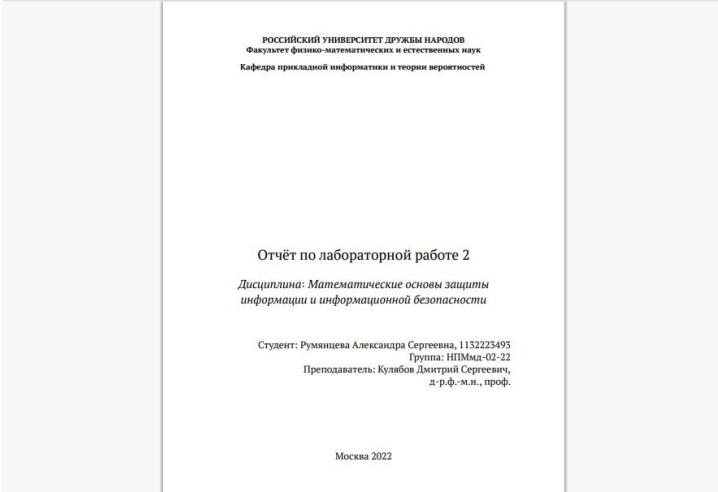 РОССИЙСКИЙ УНИВЕРСИТЕТ ДРУЖБЫ НАРОДОВ
Факультет физико-математических и естественных наук
Кафедра прикладной информатики и теории вероятностей
Отчёт по лабораторной работе 2
Дисциплина: Математические основы защиты
информации и информационной безопасности
Студент: Румянцева Александра Сергеевна, 1132223493
Группа: НПМмд-02-22
Преподаватель: Кулябов Дмитрий Сергеевич,
д-р.ф.-м.н., проф.
Москва 2022